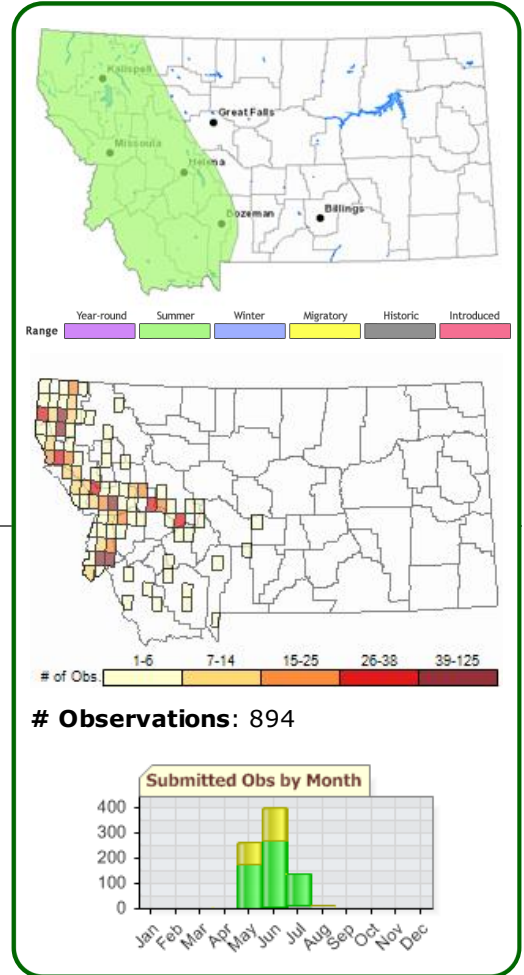 Kalispell
Great Falls
Missoula
Helena
Bozeman
Billings
Year-round Summer Winter Migratory Historic Introduced
Range
1-6 7-14 15-25 26-38 39-125
# of Obs.
# Observations: 894
Submitted Obs by Month
400
300
200
100
0
Jan Feb Mar Apr May Jun Jul Aug Sep Oct Nov Dec